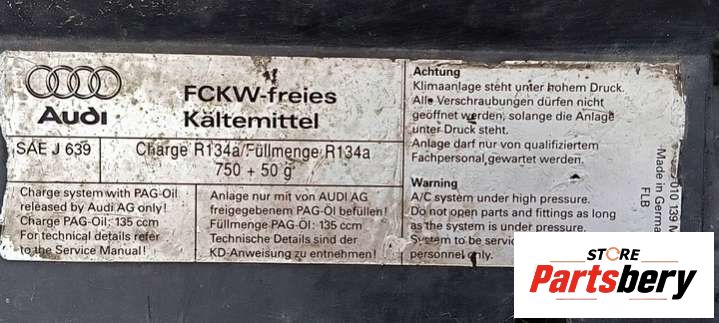 Audi
FCKW-freies
Kältemittel
SAE J 639
Charge R134a/Füllmenge R134a
750 + 50 g
Charge system with PAG-Oil
released by Audi AG only!
Charge PAG-Oil: 135 ccm
For technical details refer
to the Service Manual!
Anlage nur mit von AUDI AG
freigegebenem PAG-Öl befüllen!
Füllmenge PAG-Öl: 135 ccm
Technische Details sind der
KD-Anweisung zu entnehmen!
Achtung
Klimaanlage steht unter hohem Druck.
Alle Verschraubungen dürfen nicht
geöffnet werden, solange die Anlage
unter Druck steht.
Anlage darf nur von qualifiziertem
Fachpersonal gewartet werden.
Warning
A/C system under high pressure.
Do not open parts and fittings as long
as the system is under pressure.
System to be
personnel only.
010 139
Made in
FLB
STORE
Partsbery